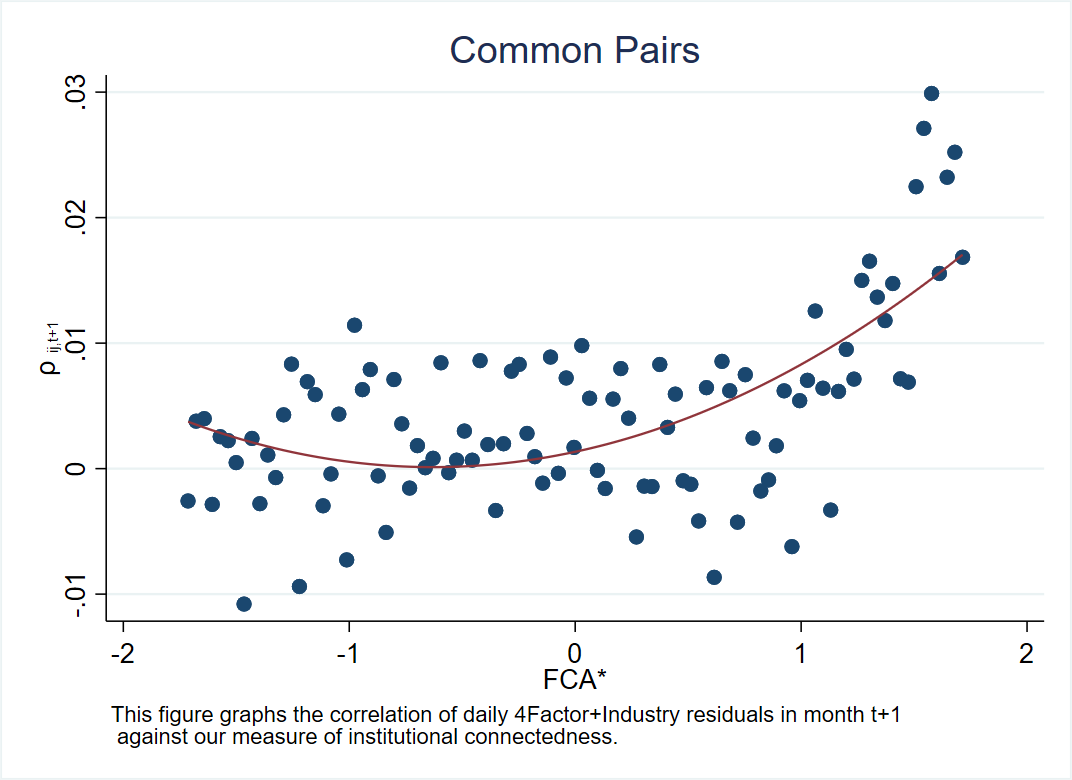 Common Pairs
.03
.02
.01
0
-.01
ρ ij,t+1
-2 -1 0 1 2
FCA*
This figure graphs the correlation of daily 4Factor+Industry residuals in month t+1
against our measure of institutional connectedness.